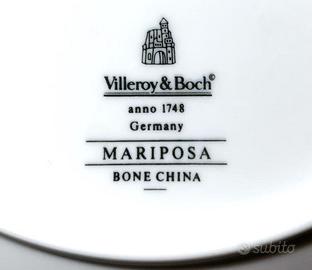 Villeroy & Boch©
anno 1748
Germany
MARIPOSA
BONE CHINA
subito